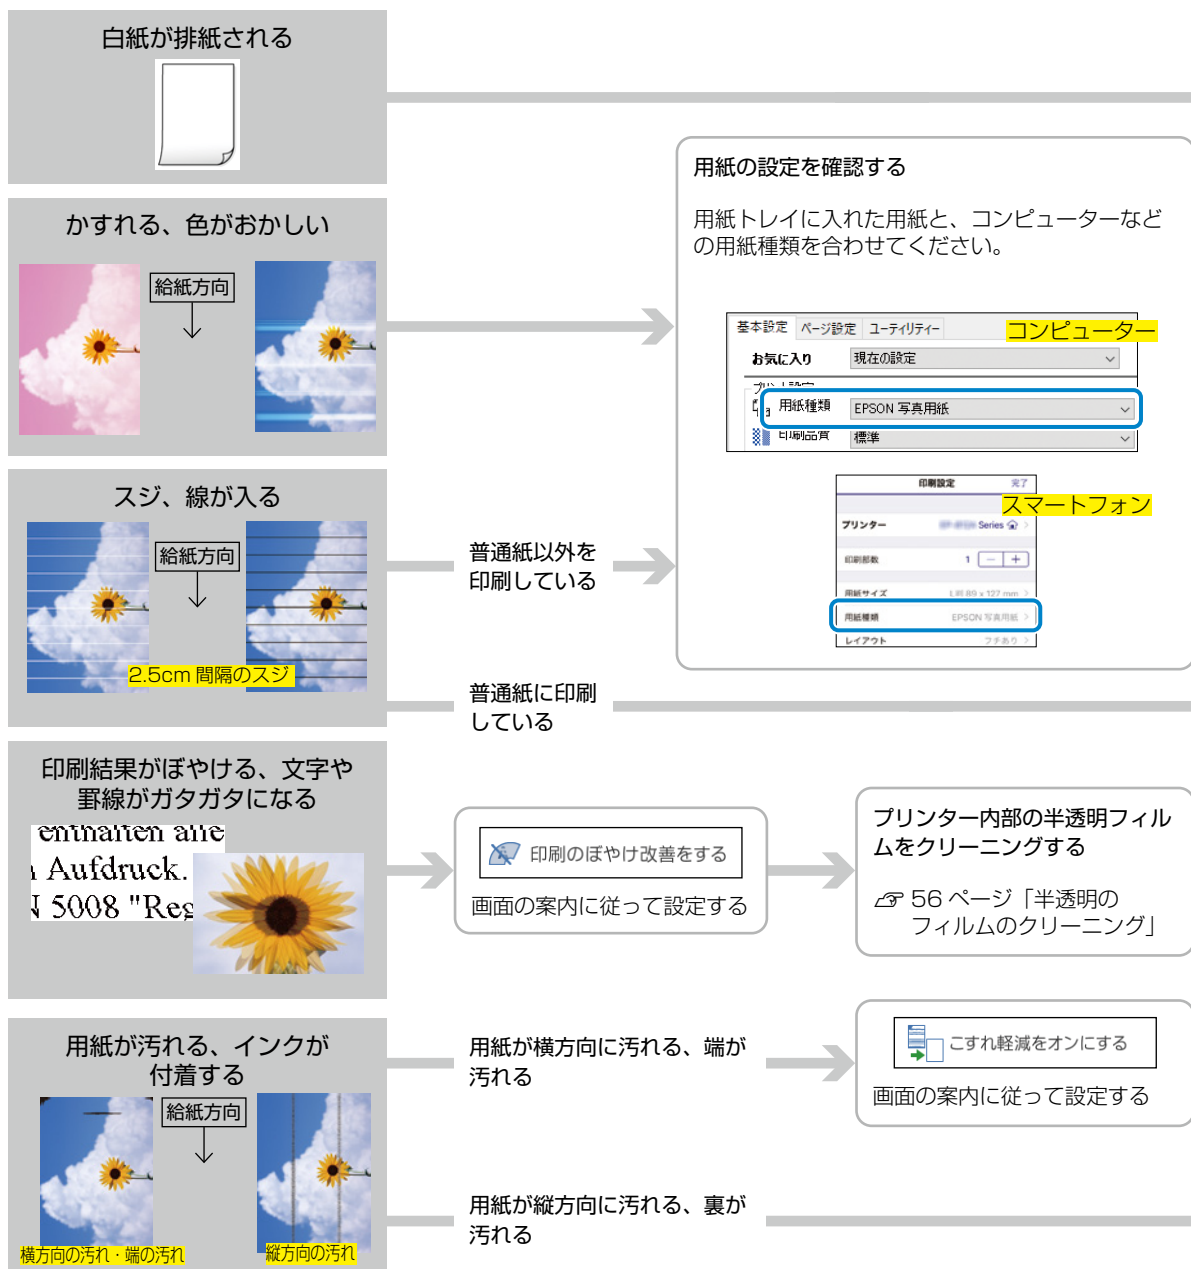 白紙が排紙される
かすれる、色がおかしい
給紙方向
スジ、線が入る
給紙方向
2.5cm 間隔のスジ
普通紙以外を
印刷している
普通紙に印刷
している
用紙の設定を確認する
用紙トレイに入れた用紙と、コンピューターなど
の用紙種類を合わせてください。
基本設定 ページ設定 ユーティリティー
コンピューター
お気に入り 現在の設定
用紙種類 EPSON 写真用紙
印刷品質 標準
印刷設定 完了
スマートフォン
プリンター Series
印刷部数 1
用紙サイズ L判 89 x 127 mm
用紙種類 EPSON 写真用紙
レイアウト フチあり
印刷結果がぼやける、文字や
罫線がガタガタになる
enthalten alle
Aufdruck.
5008 "Reg
印刷のぼやけ改善をする
画面の案内に従って設定する
プリンター内部の半透明フィル
ムをクリーニングする
56 ページ「半透明の
フィルムのクリーニング」
用紙が汚れる、インクが
付着する
給紙方向
横方向の汚れ・端の汚れ
縦方向の汚れ
用紙が横方向に汚れる、端が
汚れる
こすれ軽減をオンにする
画面の案内に従って設定する
用紙が縦方向に汚れる、裏が
汚れる